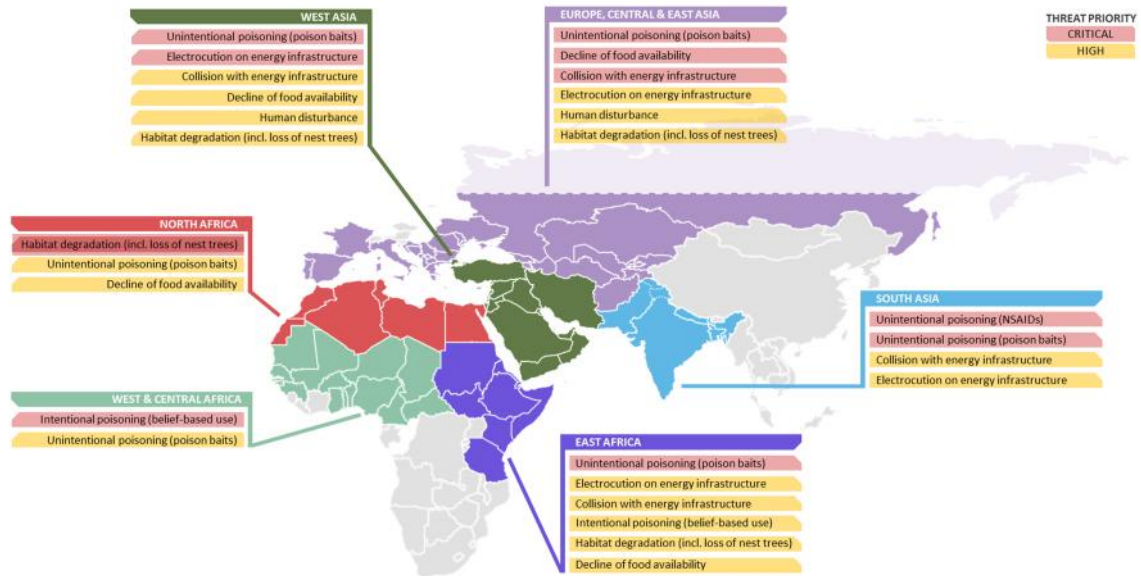 WEST ASIA
Unintentional poisoning (poison baits)
Electrocution on energy infrastructure
Collision with energy infrastructure
Decline of food availability
Human disturbance
Habitat degradation (incl. loss of nest trees)
EUROPE, CENTRAL & EAST ASIA
Unintentional poisoning (poison baits)
Decline of food availability
Collision with energy infrastructure
Electrocution on energy infrastructure
Human disturbance
Habitat degradation (incl. loss of nest trees)
THREAT PRIORITY
CRITICAL
HIGH
NORTH AFRICA
Habitat degradation (incl. loss of nest trees)
Unintentional poisoning (poison baits)
Decline of food availability
SOUTH ASIA
Unintentional poisoning (NSAIDs)
Unintentional poisoning (poison baits)
Collision with energy infrastructure
Electrocution on energy infrastructure
WEST & CENTRAL AFRICA
Intentional poisoning (belief-based use)
Unintentional poisoning (poison baits)
EAST AFRICA
Unintentional poisoning (poison baits)
Electrocution on energy infrastructure
Collision with energy infrastructure
Intentional poisoning (belief-based use)
Habitat degradation (incl. loss of nest trees)
Decline of food availability